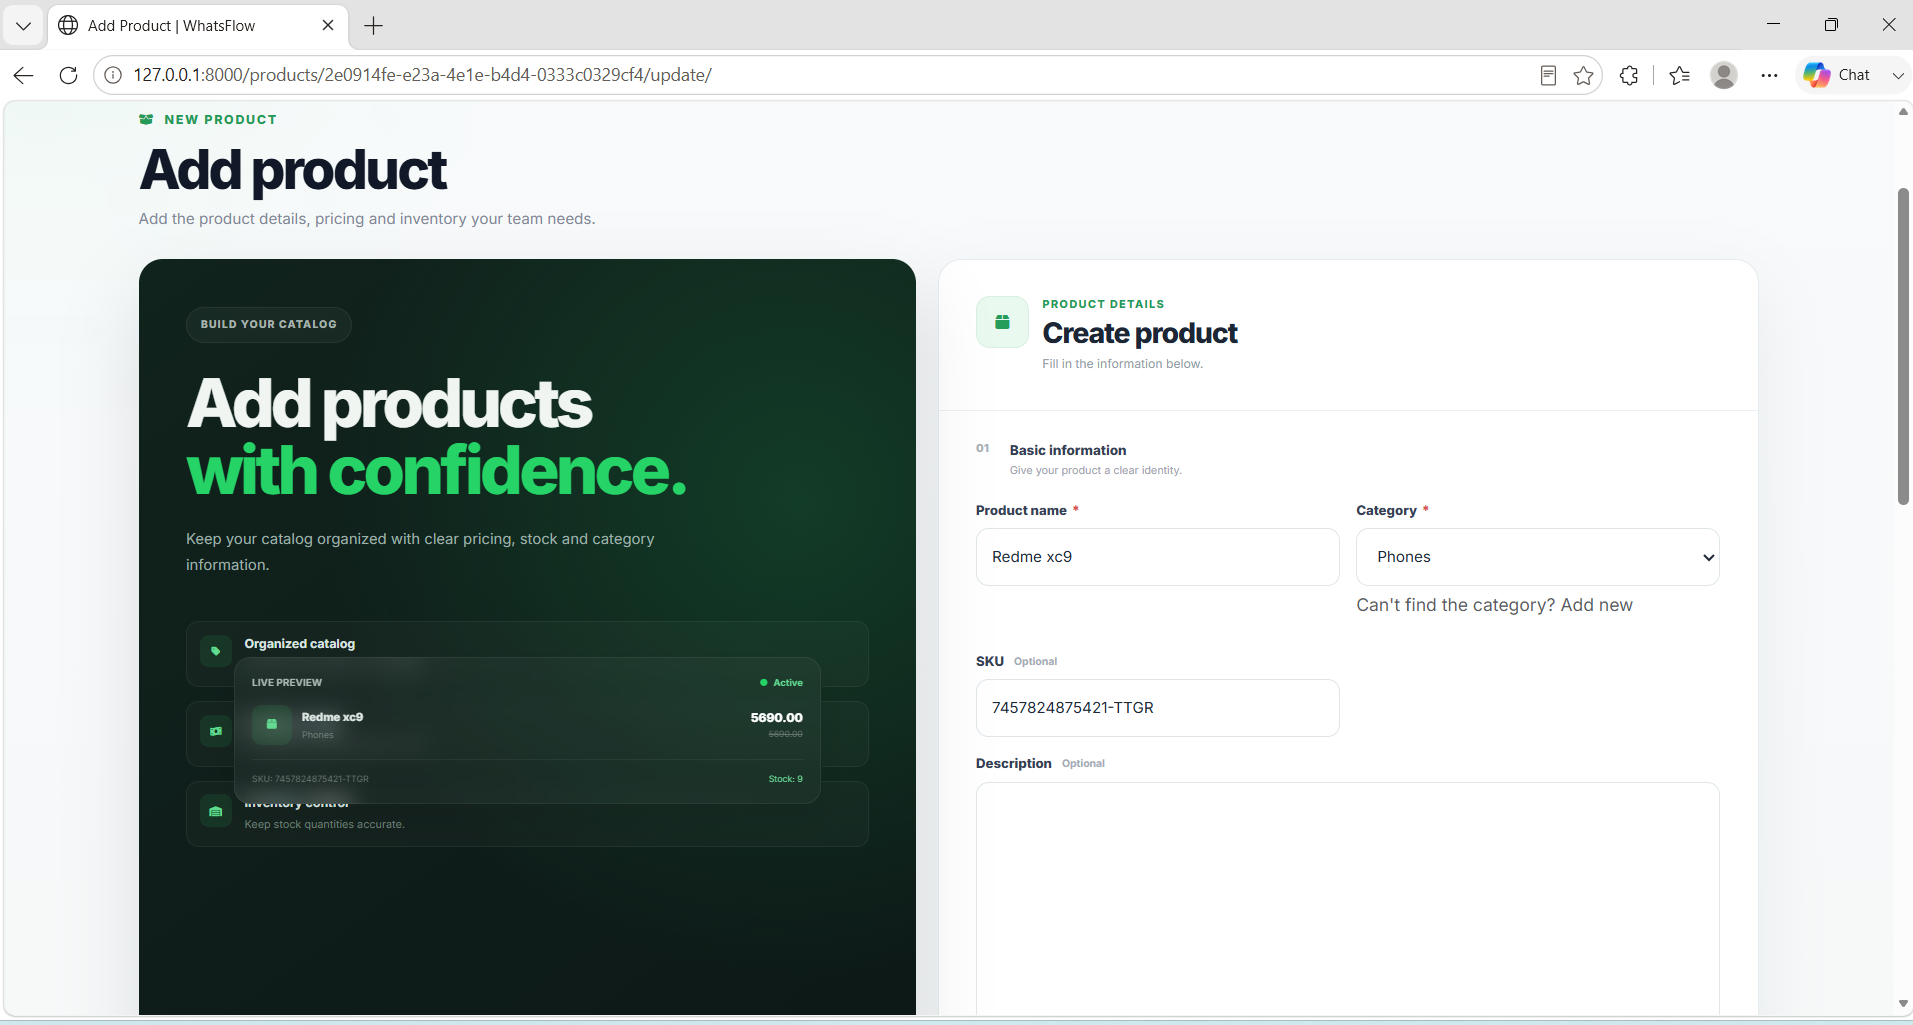 Add Product | WhatsFlow
127.0.0.1:8000/products/2e0914fe-e23a-4e1e-b4d4-0333c0329cf4/update/
Chat
NEW PRODUCT
Add product
Add the product details, pricing and inventory your team needs.
BUILD YOUR CATALOG
Add products
with confidence.
Keep your catalog organized with clear pricing, stock and category
information.
Organized catalog
LIVE PREVIEW
Active
Redme xc9
5690.00
Phones
5690.00
SKU: 7457824875421-TTGR
Stock: 9
Inventory control
Keep stock quantities accurate.
PRODUCT DETAILS
Create product
Fill in the information below.
01 Basic information
Give your product a clear identity.
Product name *
Category *
Redme xc9
Phones
Can't find the category? Add new
SKU Optional
7457824875421-TTGR
Description Optional